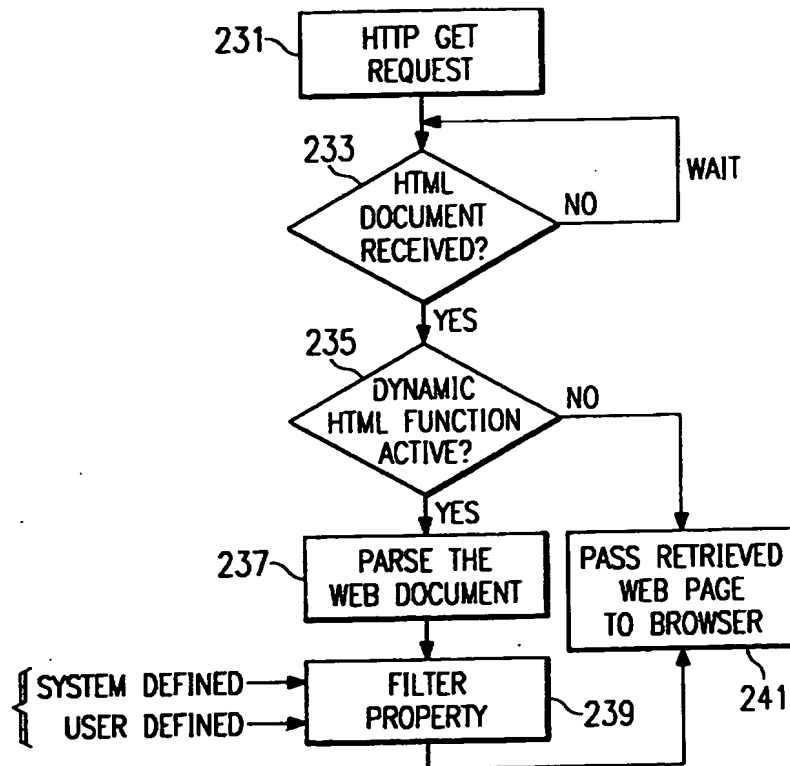 231
HTTP GET
REQUEST
233
HTML
DOCUMENT
RECEIVED?
NO
WAIT
YES
235
DYNAMIC
HTML FUNCTION
ACTIVE?
NO
YES
237
PARSE THE
WEB DOCUMENT
PASS RETRIEVED
WEB PAGE
TO BROWSER
241
SYSTEM DEFINED
USER DEFINED
FILTER
PROPERTY
239